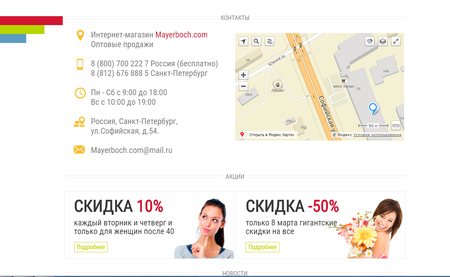 КОНТАКТЫ
Интернет-магазин Mayerboch.com
Оптовые продажи
8 (800) 700 222 7 Россия (бесплатно)
8 (812) 676 888 5 Санкт-Петербург
Пн - Сб с 9:00 до 18:00
Вс с 10:00 до 19:00
Россия, Санкт-Петербург,
ул.Софийская, д.54.
Mayerboch.com@mail.ru
Софийская у
Открыть в Яндекс.Картах
© Яндекс Условия использования
АКЦИИ
СКИДКА 10%
каждый вторник и четверг и
только для женщин после 40
Подробнее
СКИДКА -50%
только 8 марта гигантские
скидки на все
Подробнее
НОВОСТИ